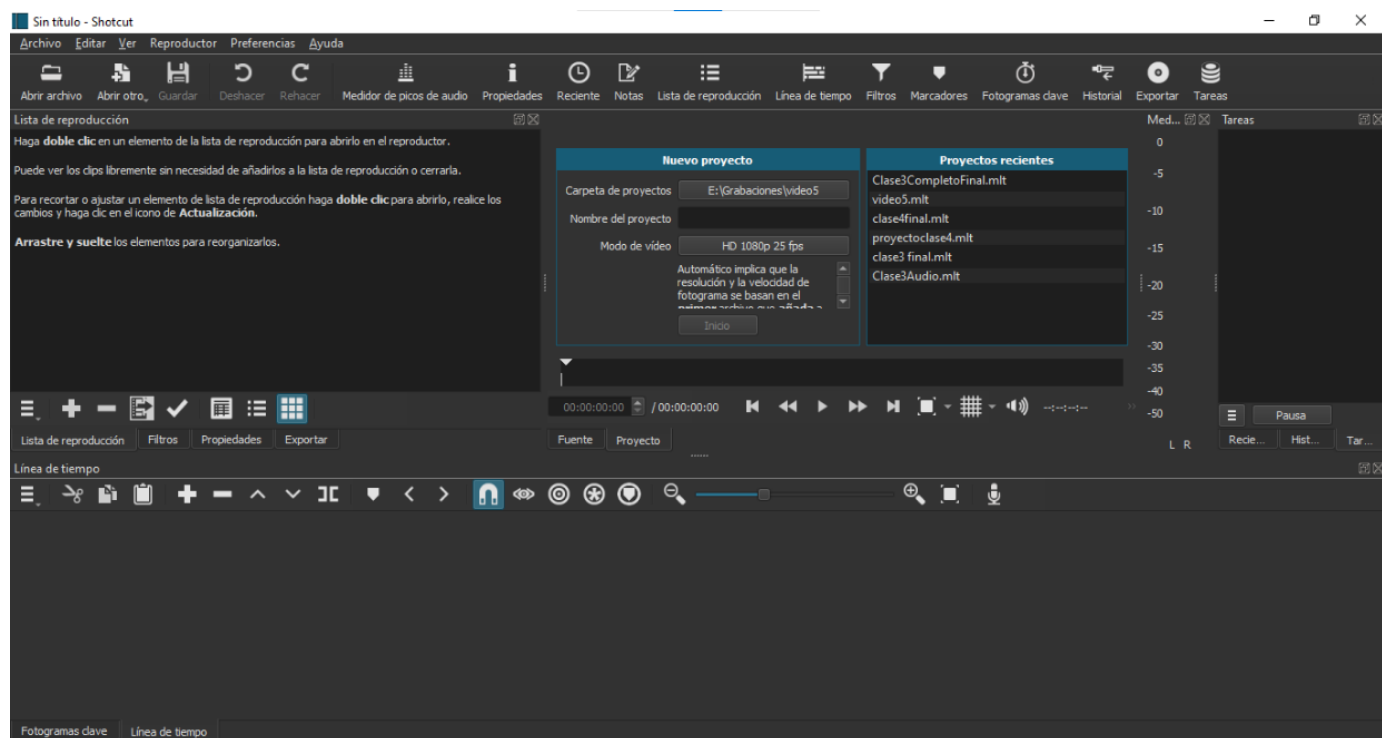 Sin título - Shotcut
Archivo Editar Ver Reproductor Preferencias Ayuda
Abrir archivo Abrir otro Guardar Deshacer Rehacer Medidor de picos de audio Propiedades Reciente Notas Lista de reproducción Línea de tiempo Filtros Marcadores Fotogramas clave Historial Exportar Tareas
Lista de reproducción
Haga doble clic en un elemento de la lista de reproducción para abrirlo en el reproductor.
Puede ver los clips libremente sin necesidad de añadirlos a la lista de reproducción o cerrarla.
Para recortar o ajustar un elemento de lista de reproducción haga doble clic para abrirlo, realice los
cambios y haga clic en el icono de Actualización.
Arrastre y suelte los elementos para reorganizarlos.
Lista de reproducción Filtros Propiedades Exportar
Nuevo proyecto
Carpeta de proyectos E:\Grabaciones\video5
Nombre del proyecto
Modo de vídeo HD 1080p 25 fps
Automático implica que la
resolución y la velocidad de
fotograma se basan en el
primer archivo que añada a
Inicio
Proyectos recientes
Clase3CompletoFinal.mlt
video5.mlt
clase4final.mlt
proyectoclase4.mlt
clase3 final.mlt
Clase3Audio.mlt
00:00:00:00 / 00:00:00:00 --:--:--:--
Fuente Proyecto
Med...
0
-5
-10
-15
-20
-25
-30
-35
-40
-50
L R
Tareas
Pausa
Recie... Hist... Tar...
Línea de tiempo
Fotogramas clave Línea de tiempo